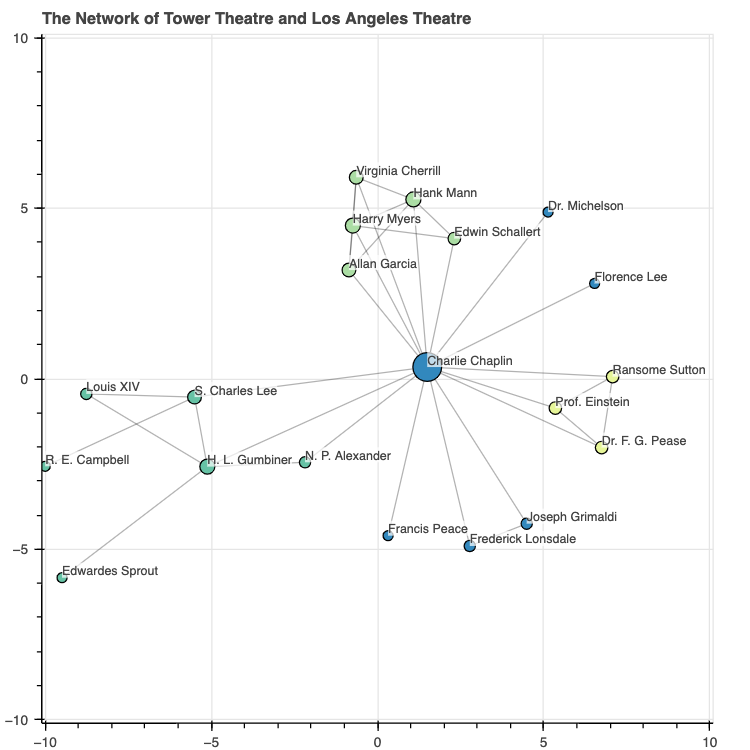 The Network of Tower Theatre and Los Angeles Theatre
10
Virginia Cherrill
Hank Mann
Dr. Michelson
5
Harry Myers
Edwin Schallert
Allan Garcia
Florence Lee
Charlie Chaplin
Ransome Sutton
0
Louis XIV
S. Charles Lee
Prof. Einstein
Dr. F. G. Pease
R. E. Campbell
H. L. Gumbiner
N. P. Alexander
Joseph Grimaldi
Francis Peace
Frederick Lonsdale
−5
Edwardes Sprout
−10
−10 −5 0 5 10